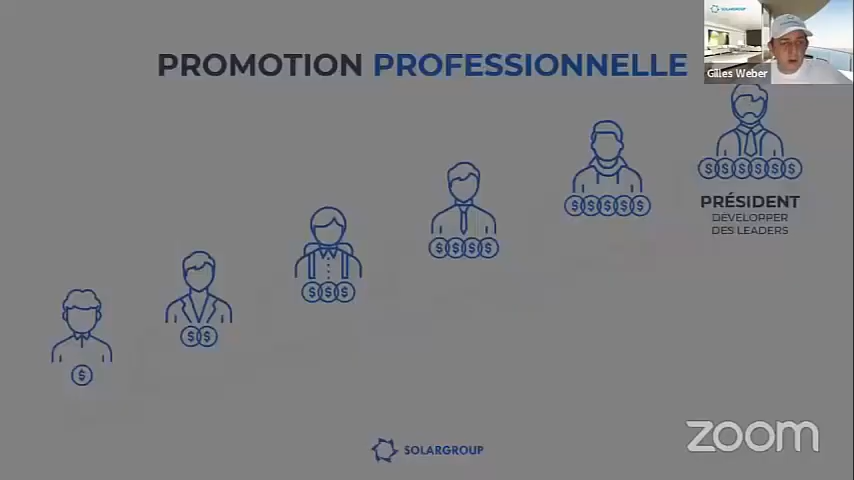 SOLARGROUP
Gilles Weber
PROMOTION PROFESSIONNELLE
$ $ $ $ $ $
PRÉSIDENT
DÉVELOPPER
DES LEADERS
$ $ $ $ $
$ $ $ $
$ $ $
$ $
$
SOLARGROUP
zoom